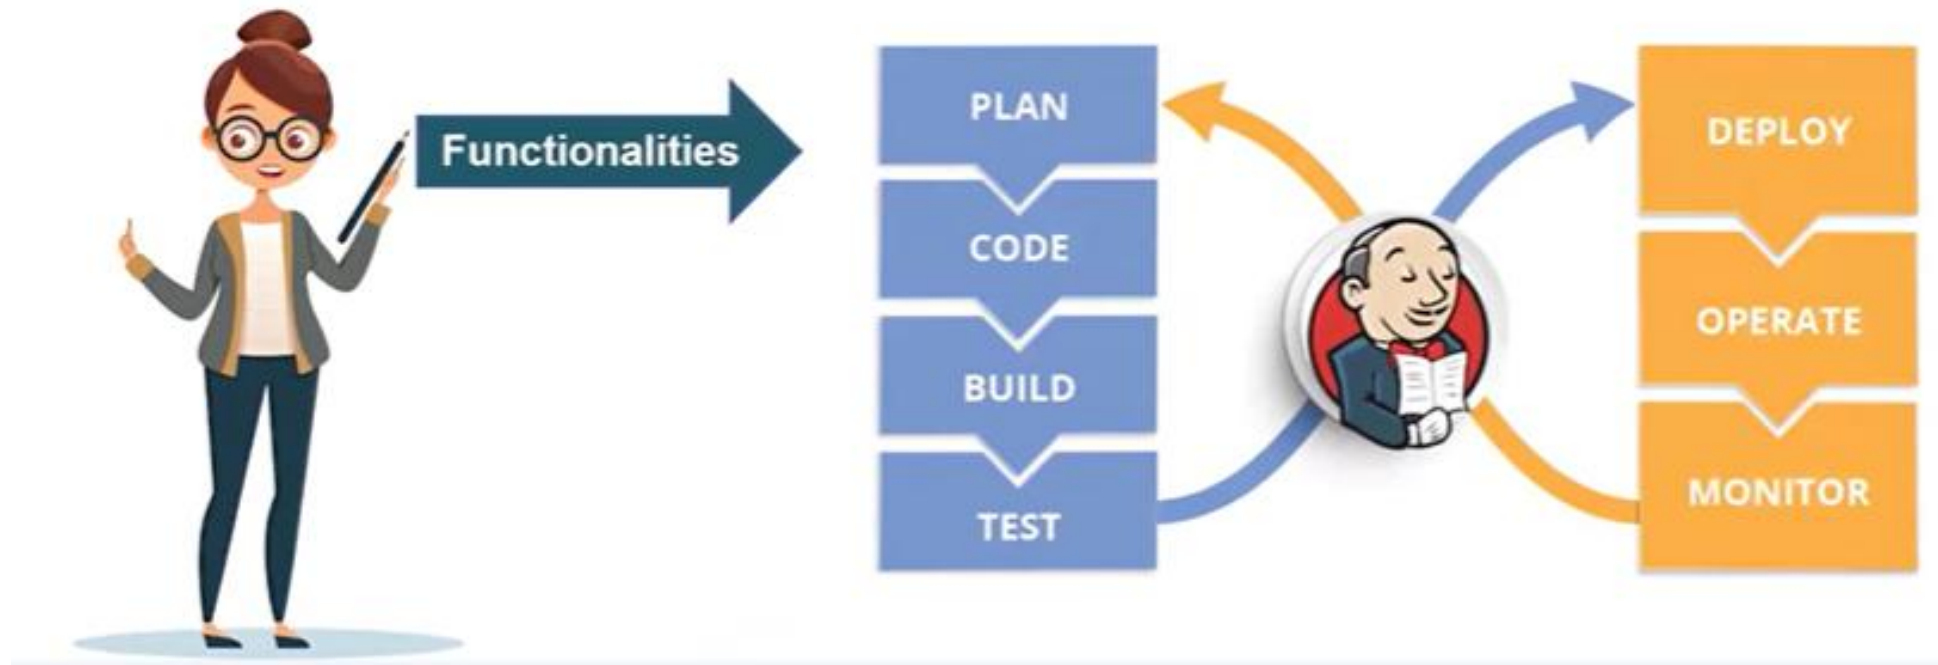 Functionalities
PLAN
CODE
BUILD
TEST
DEPLOY
OPERATE
MONITOR